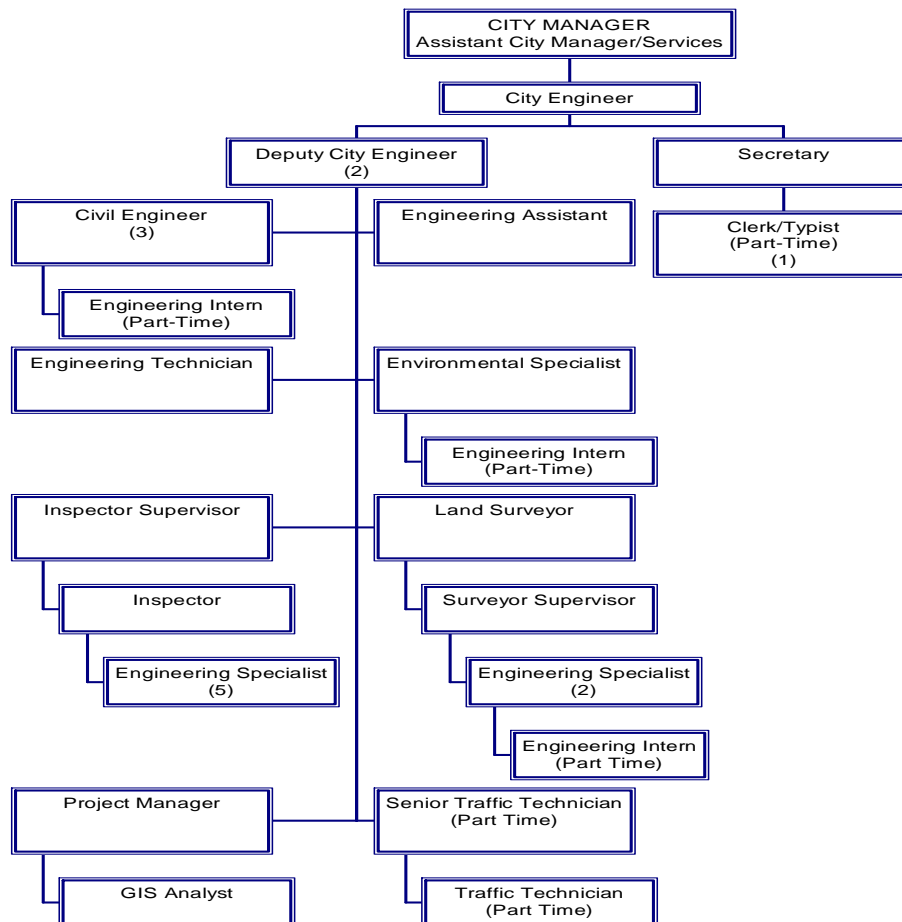 CITY MANAGER
Assistant City Manager/Services
City Engineer
Deputy City Engineer
(2)
Secretary
Civil Engineer
(3)
Engineering Assistant
Clerk/Typist
(Part-Time)
(1)
Engineering Intern
(Part-Time)
Engineering Technician
Environmental Specialist
Engineering Intern
(Part-Time)
Inspector Supervisor
Land Surveyor
Inspector
Surveyor Supervisor
Engineering Specialist
(5)
Engineering Specialist
(2)
Engineering Intern
(Part Time)
Project Manager
Senior Traffic Technician
(Part Time)
GIS Analyst
Traffic Technician
(Part Time)